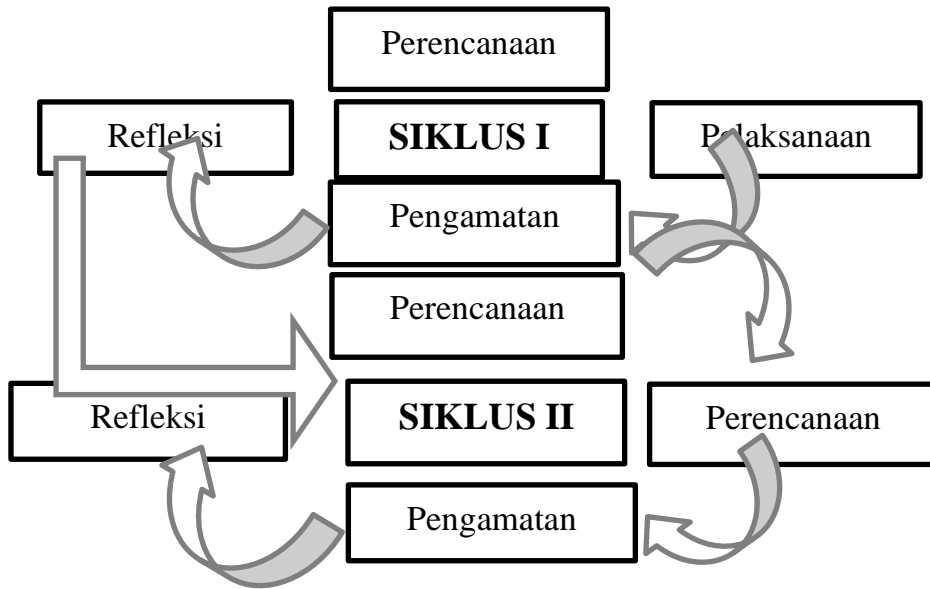 Perencanaan
Refleksi
SIKLUS I
Pelaksanaan
Pengamatan
Perencanaan
Refleksi
SIKLUS II
Perencanaan
Pengamatan